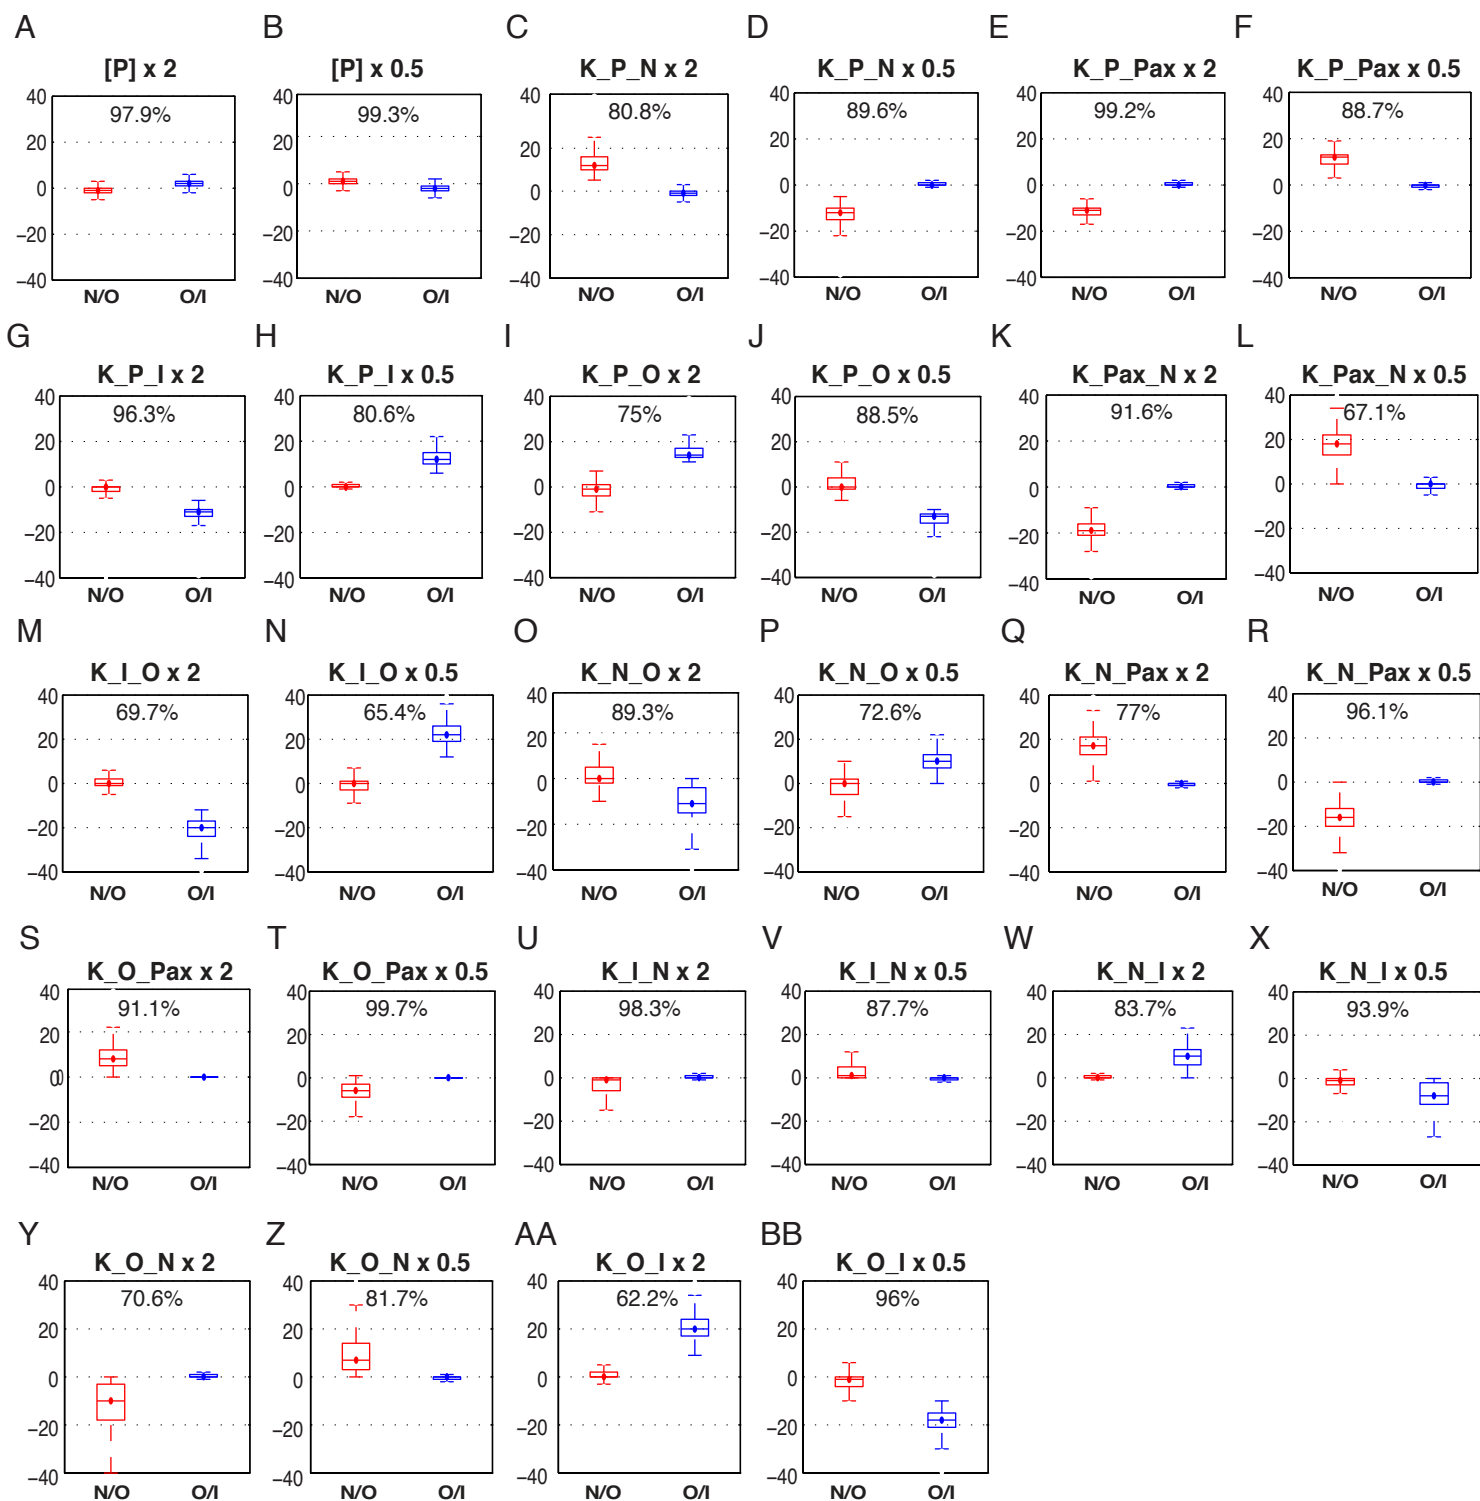 A B C D E F
[P] x 2 [P] x 0.5 K_P_N x 2 K_P_N x 0.5 K_P_Pax x 2 K_P_Pax x 0.5
97.9% 99.3% 80.8% 89.6% 99.2% 88.7%
40 40 40 40 40 40
20 20 20 20 20 20
0 0 0 0 0 0
−20 −20 −20 −20 −20 −20
−40 −40 −40 −40 −40 −40
N/O O/I N/O O/I N/O O/I N/O O/I N/O O/I N/O O/I
G H I J K L
K_P_I x 2 K_P_I x 0.5 K_P_O x 2 K_P_O x 0.5 K_Pax_N x 2 K_Pax_N x 0.5
96.3% 80.6% 75% 88.5% 91.6% 67.1%
40 40 40 40 40 40
20 20 20 20 20 20
0 0 0 0 0 0
−20 −20 −20 −20 −20 −20
−40 −40 −40 −40 −40 −40
N/O O/I N/O O/I N/O O/I N/O O/I N/O O/I N/O O/I
M N O P Q R
K_I_O x 2 K_I_O x 0.5 K_N_O x 2 K_N_O x 0.5 K_N_Pax x 2 K_N_Pax x 0.5
69.7% 65.4% 89.3% 72.6% 77% 96.1%
40 40 40 40 40 40
20 20 20 20 20 20
0 0 0 0 0 0
−20 −20 −20 −20 −20 −20
−40 −40 −40 −40 −40 −40
N/O O/I N/O O/I N/O O/I N/O O/I N/O O/I N/O O/I
S T U V W X
K_O_Pax x 2 K_O_Pax x 0.5 K_I_N x 2 K_I_N x 0.5 K_N_I x 2 K_N_I x 0.5
91.1% 99.7% 98.3% 87.7% 83.7% 93.9%
40 40 40 40 40 40
20 20 20 20 20 20
0 0 0 0 0 0 0
−20 −20 −20 −20 −20 −20
−40 −40 −40 −40 −40 −40
N/O O/I N/O O/I N/O O/I N/O O/I N/O O/I N/O O/I
Y Z AA BB
K_O_N x 2 K_O_N x 0.5 K_O_I x 2 K_O_I x 0.5
70.6% 81.7% 62.2% 96%
40 40 40 40
20 20 20 20
0 0 0 0
−20 −20 −20 −20
−40 −40 −40 −40
N/O O/I N/O O/I N/O O/I N/O O/I